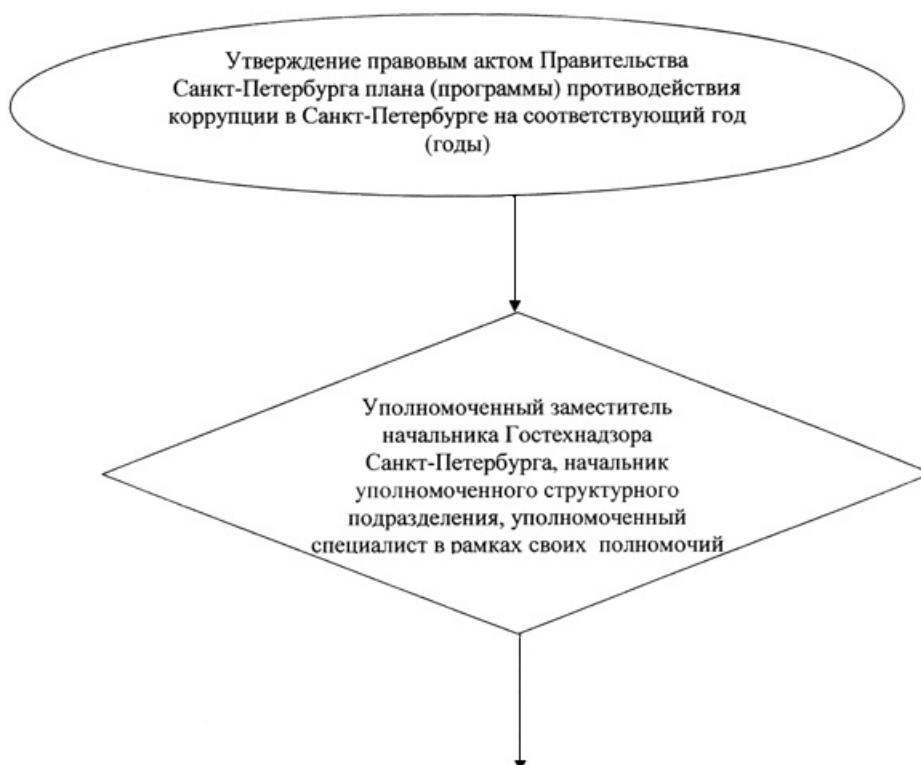 Утверждение правовым актом Правительства
Санкт-Петербурга плана (программы) противодействия
коррупции в Санкт-Петербурге на соответствующий год
(годы)
Уполномоченный заместитель
начальника Гостехнадзора
Санкт-Петербурга, начальник
уполномоченного структурного
подразделения, уполномоченный
специалист в рамках своих полномочий